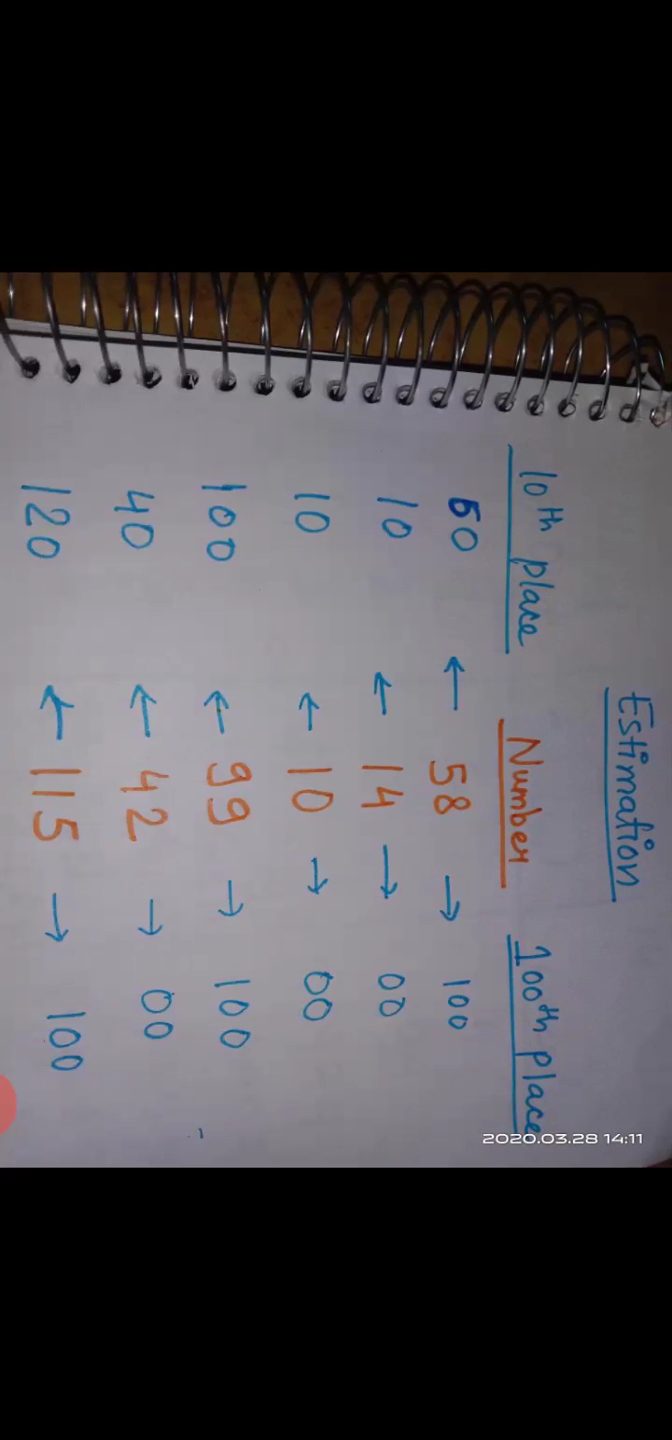 Estimation
10th place Number 100th place
50 ← 58 → 100
10 ← 14 → 00
10 ← 10 → 00
100 ← 99 → 100
40 ← 42 → 00
120 ← 115 → 100
2020.03.28 14:11